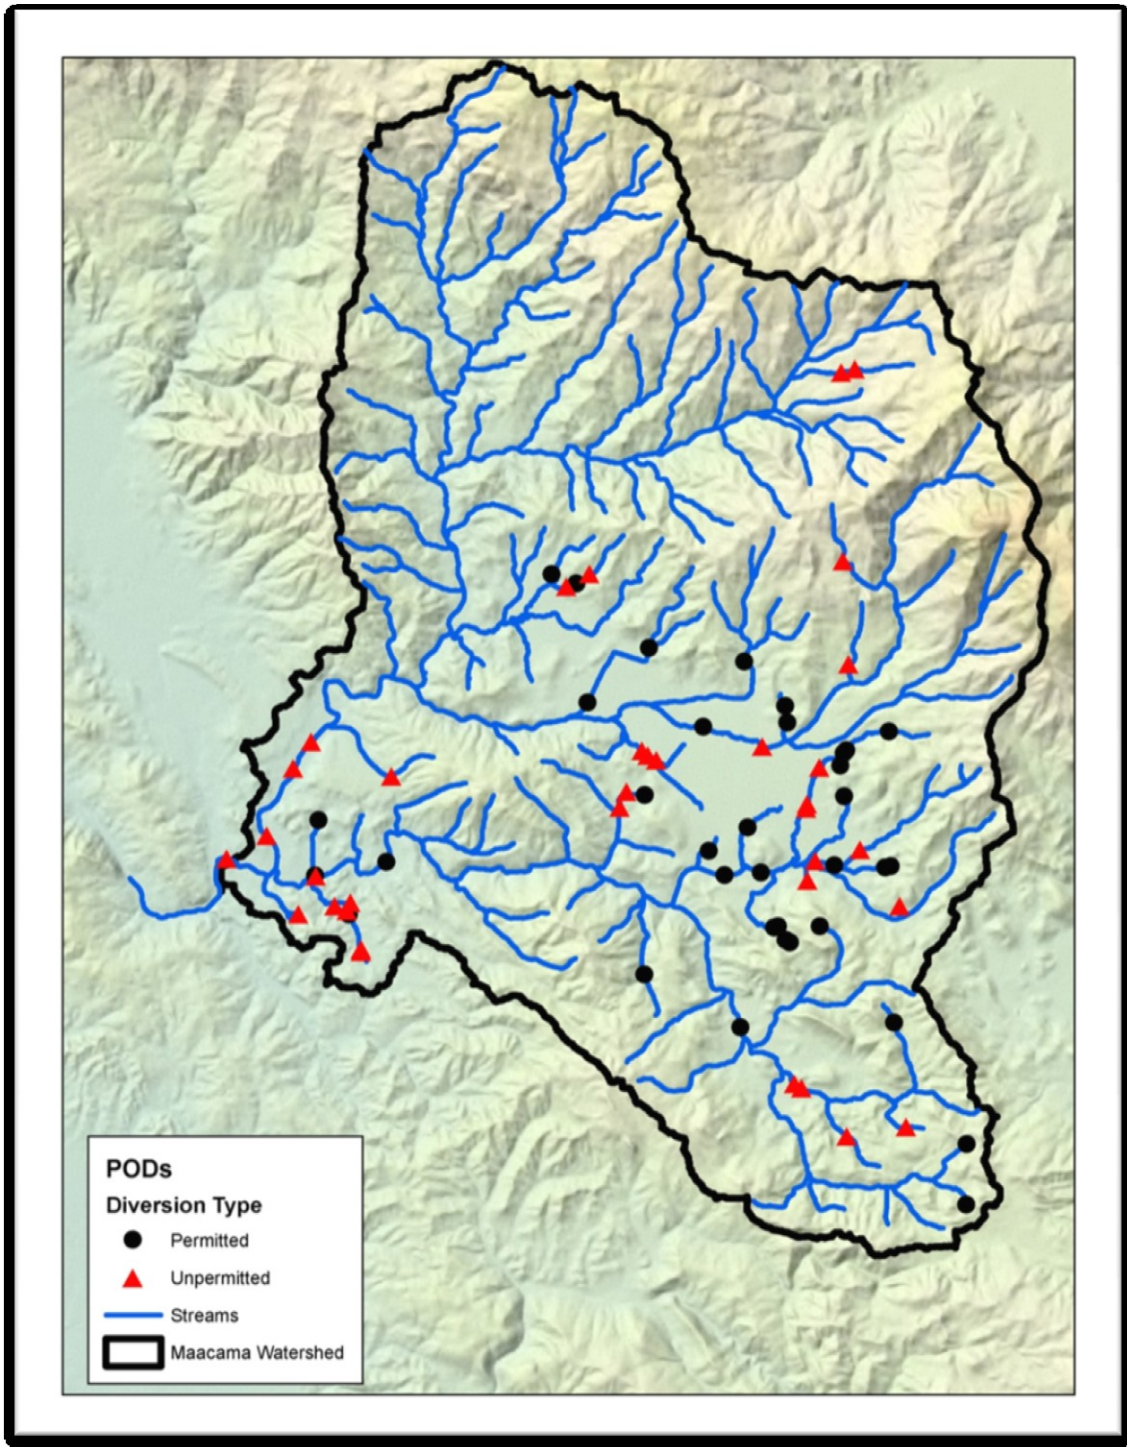 PODs
Diversion Type
Permitted
Unpermitted
Streams
Maacama Watershed